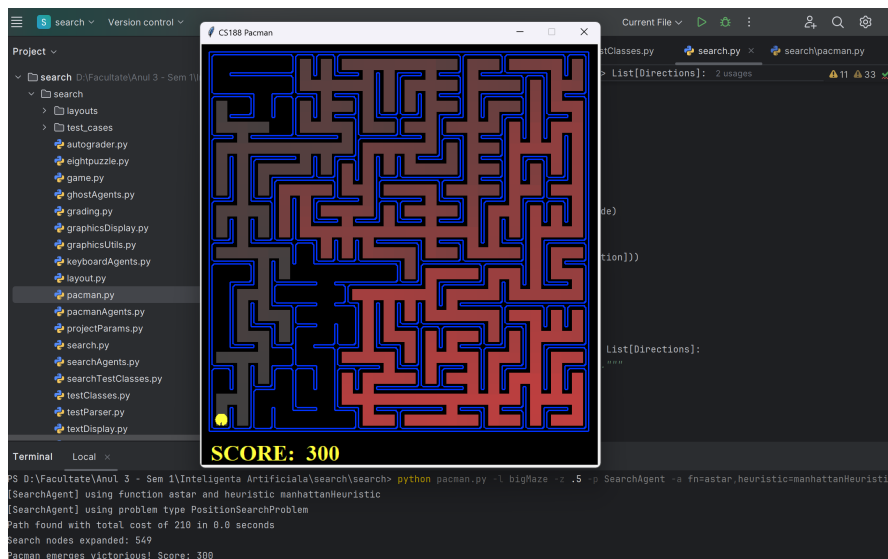 search
Version control
CS188 Pacman
Current File
Project
stClasses.py
search.py
search\pacman.py
search D:\Facultate\Anul 3 - Sem 1\
> List[Directions]: 2 usages
11
33
search
layouts
test_cases
autograder.py
eightpuzzle.py
game.py
ghostAgents.py
grading.py
de)
graphicsDisplay.py
graphicsUtils.py
keyboardAgents.py
tion]))
layout.py
pacman.py
pacmanAgents.py
projectParams.py
search.py
List[Directions]:
searchAgents.py
."""
searchTestClasses.py
testClasses.py
testParser.py
textDisplay.py
SCORE: 300
Terminal
Local
PS D:\Facultate\Anul 3 - Sem 1\Inteligenta Artificiala\search\search> python pacman.py -l bigMaze -z .5 -p SearchAgent -a fn=astar,heuristic=manhattanHeuristi
[SearchAgent] using function astar and heuristic manhattanHeuristic
[SearchAgent] using problem type PositionSearchProblem
Path found with total cost of 210 in 0.0 seconds
Search nodes expanded: 549
Pacman emerges victorious! Score: 300